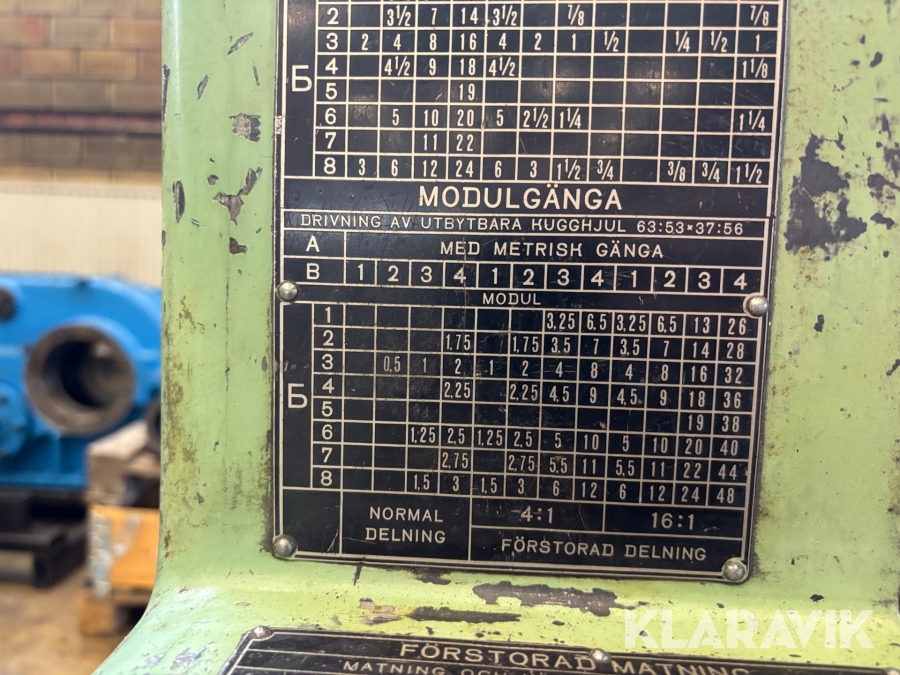 2 3½ 7 14 3½ ⅞ ⅞
3 2 4 8 16 4 2 1 ½ ¼ ½ 1
4 4½ 9 18 4½ 1⅛
Б
5 19
6 5 10 20 5 2½ 1¼ 1¼
7 11 22
8 3 6 12 24 6 3 1½ ¾ ⅜ ¾ 1½
MODULGÄNGA
DRIVNING AV UTBYTBARA KUGGHJUL 63:53×37:56
A MED METRISK GÄNGA
B 1 2 3 4 1 2 3 4 1 2 3 4
MODUL
1 3.25 6.5 3.25 6.5 13 26
2 1.75 1.75 3.5 7 3.5 7 14 28
3 0.5 1 2 1 2 4 8 4 8 16 32
4 2.25 2.25 4.5 9 4.5 9 18 36
Б
5 19 38
6 1.25 2.5 1.25 2.5 5 10 5 10 20 40
7 2.75 2.75 5.5 11 5.5 11 22 44
8 1.5 3 1.5 3 6 12 6 12 24 48
NORMAL DELNING
4:1 16:1
FÖRSTORAD DELNING
KLARAVIK
FÖRSTORAD MATNING
MATNING OCH